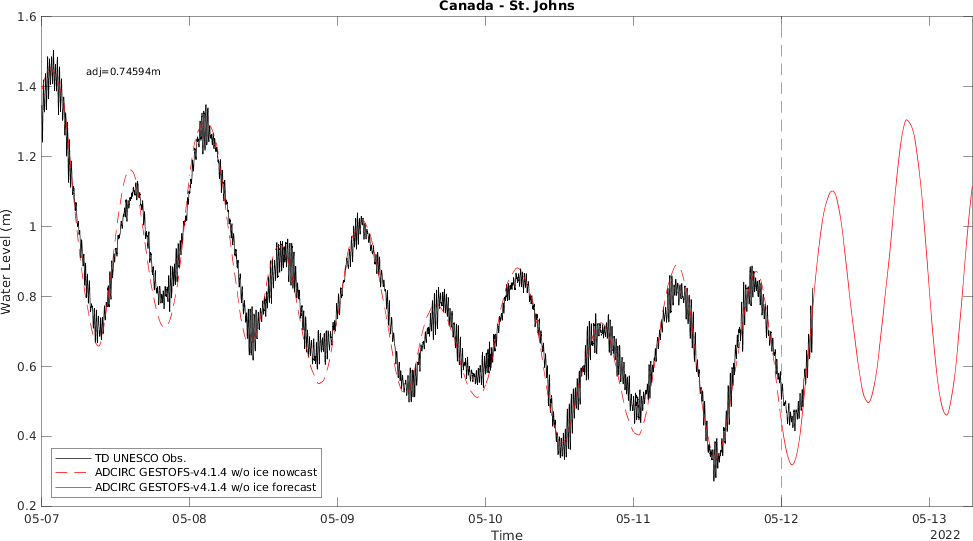 Canada - St. Johns
1.6
1.4
1.2
1
0.8
0.6
0.4
0.2
Water Level (m)
adj=0.74594m
TD UNESCO Obs.
ADCIRC GESTOFS-v4.1.4 w/o ice nowcast
ADCIRC GESTOFS-v4.1.4 w/o ice forecast
05-07 05-08 05-09 05-10 05-11 05-12 05-13
Time
2022